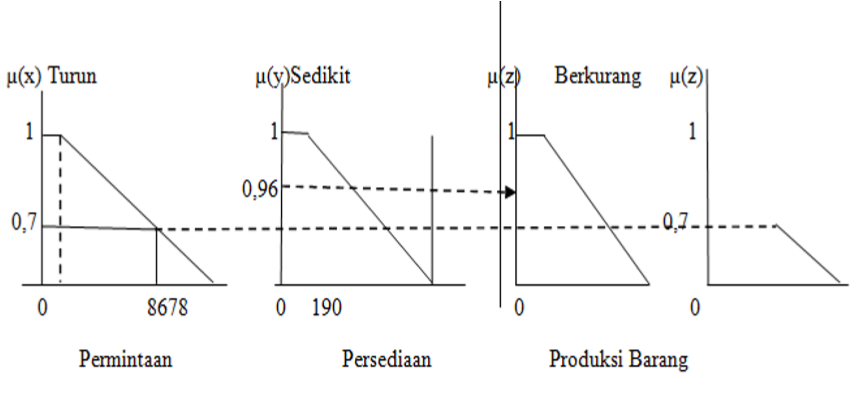 μ(x) Turun
μ(y)Sedikit
μ(z) Berkurang
μ(z)
1
1
1
1
0,96
0,7
0,7
0
8678
0
190
0
0
Permintaan
Persediaan
Produksi Barang